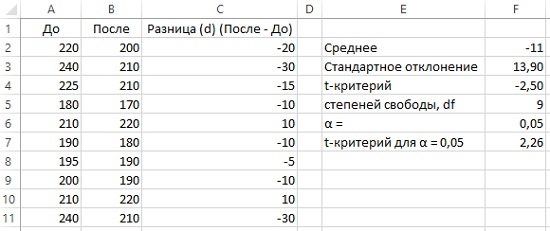 A B C D E F
1 До После Разница (d) (После - До)
2 220 200 -20 Среднее -11
3 240 210 -30 Стандартное отклонение 13,90
4 225 210 -15 t-критерий -2,50
5 180 170 -10 степеней свободы, df 9
6 210 220 10 α = 0,05
7 190 180 -10 t-критерий для α = 0,05 2,26
8 195 190 -5
9 200 190 -10
10 210 220 10
11 240 210 -30